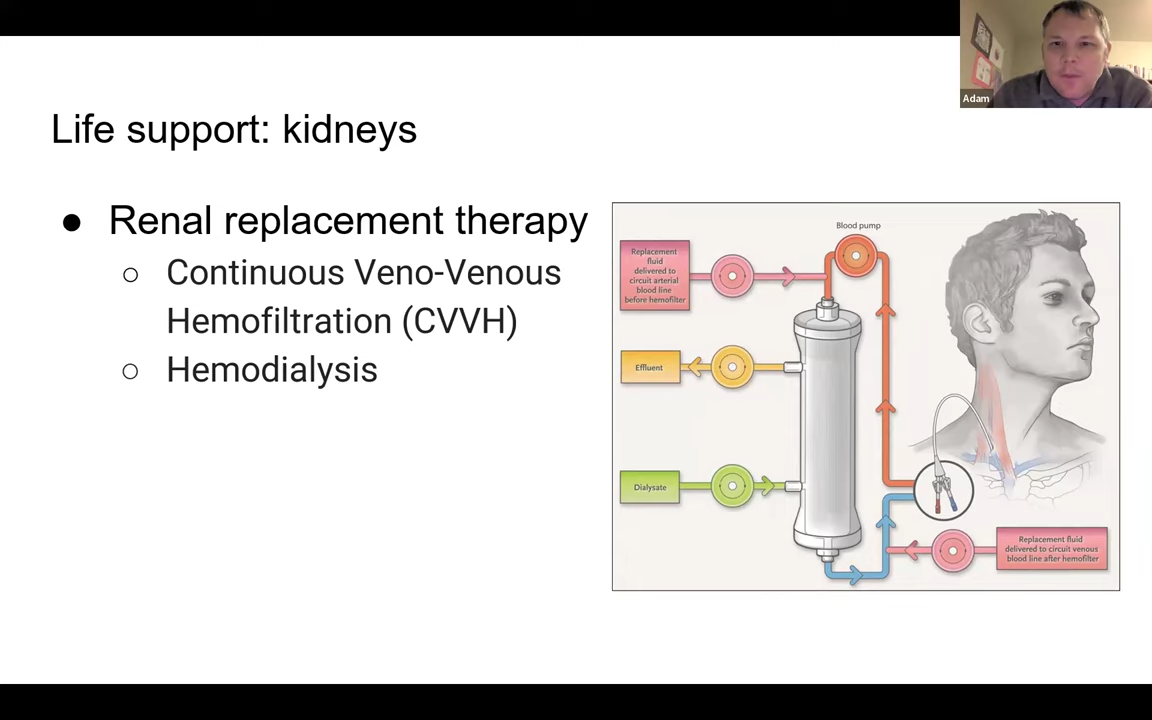 Adam
Life support: kidneys
● Renal replacement therapy
○ Continuous Veno-Venous
Hemofiltration (CVVH)
○ Hemodialysis
Blood pump
Replacement
fluid
delivered to
circuit arterial
blood line
before hemofilter
Effluent
Dialysate
Replacement fluid
delivered to circuit venous
blood line after hemofilter